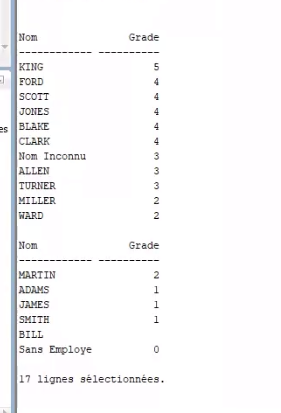 Nom Grade
------------ ----------
KING 5
FORD 4
SCOTT 4
JONES 4
BLAKE 4
CLARK 4
Nom Inconnu 3
ALLEN 3
TURNER 3
MILLER 2
WARD 2
Nom Grade
------------ ----------
MARTIN 2
ADAMS 1
JAMES 1
SMITH 1
BILL
Sans Employe 0
17 lignes sélectionnées.
es